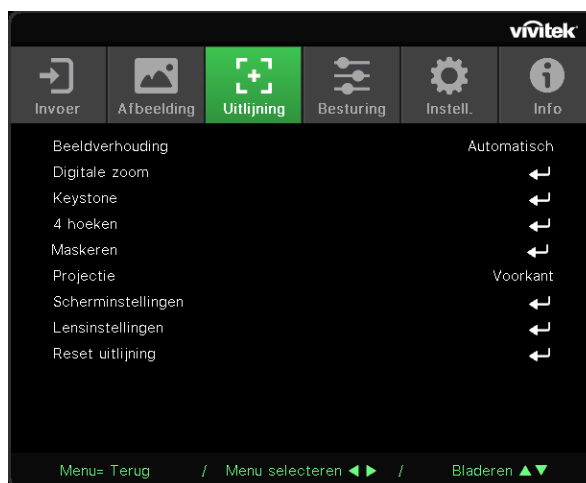 vivitek
Invoer Afbeelding Uitlijning Besturing Instell. Info
Beeldverhouding Automatisch
Digitale zoom
Keystone
4 hoeken
Maskeren
Projectie Voorkant
Scherminstellingen
Lensinstellingen
Reset uitlijning
Menu= Terug / Menu selecteren ◀ ▶ / Bladeren ▲▼